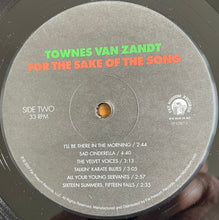 TOWNES VAN ZANDT
FOR THE SAKE OF THE SONG
SIDE TWO
33 RPM
I'LL BE THERE IN THE MORNING / 2:44
SAD CINDERELLA / 4:40
THE VELVET VOICES / 3:13
TALKIN' KARATE BLUES / 3:01
ALL YOUR YOUNG SERVANTS / 2:57
SIXTEEN SUMMERS, FIFTEEN FALLS / 2:35